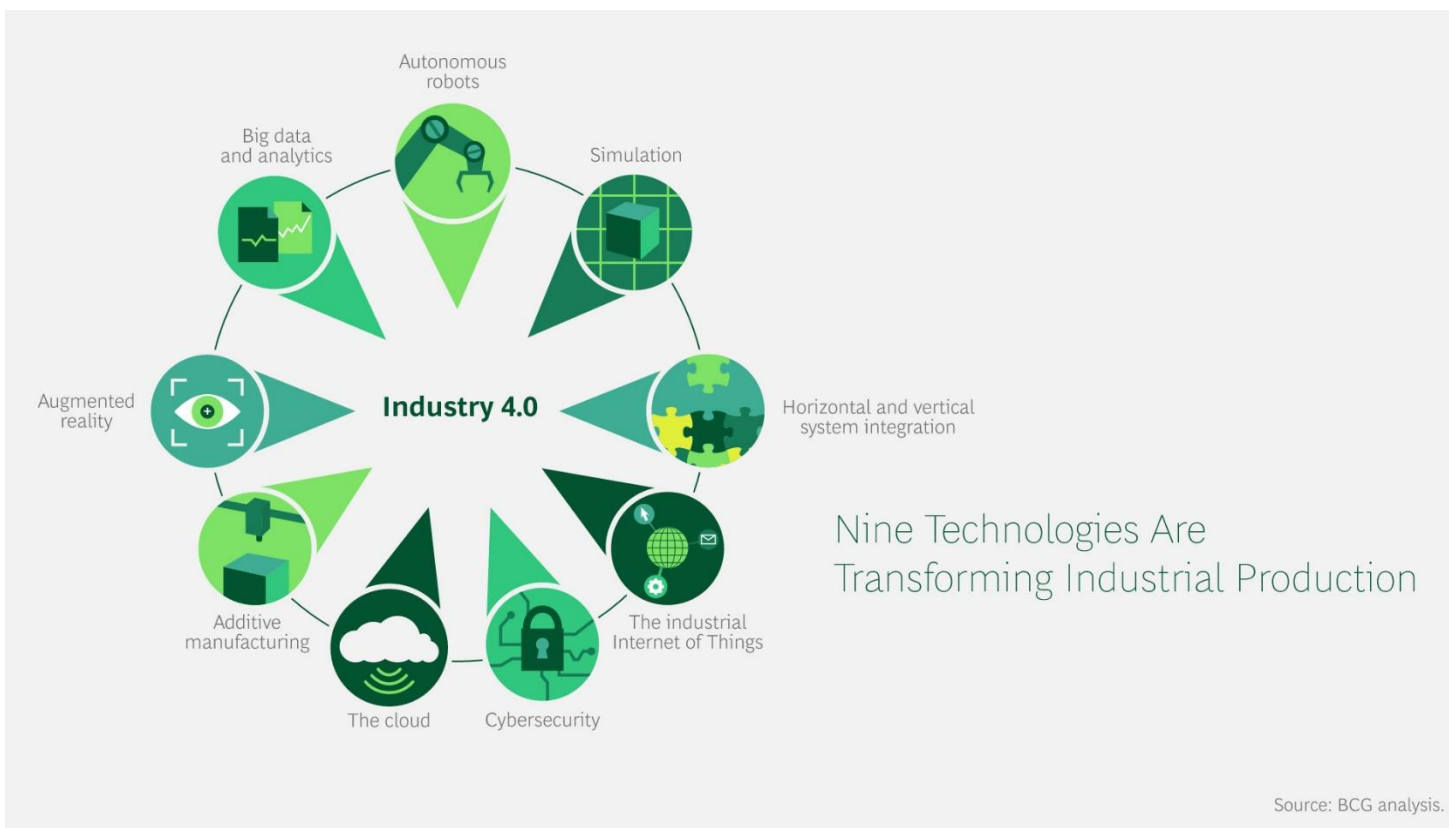 Autonomous
robots
Big data
and analytics
Simulation
Augmented
reality
Industry 4.0
Horizontal and vertical
system integration
Nine Technologies Are
Transforming Industrial Production
Additive
manufacturing
The industrial
Internet of Things
The cloud
Cybersecurity
Source: BCG analysis.